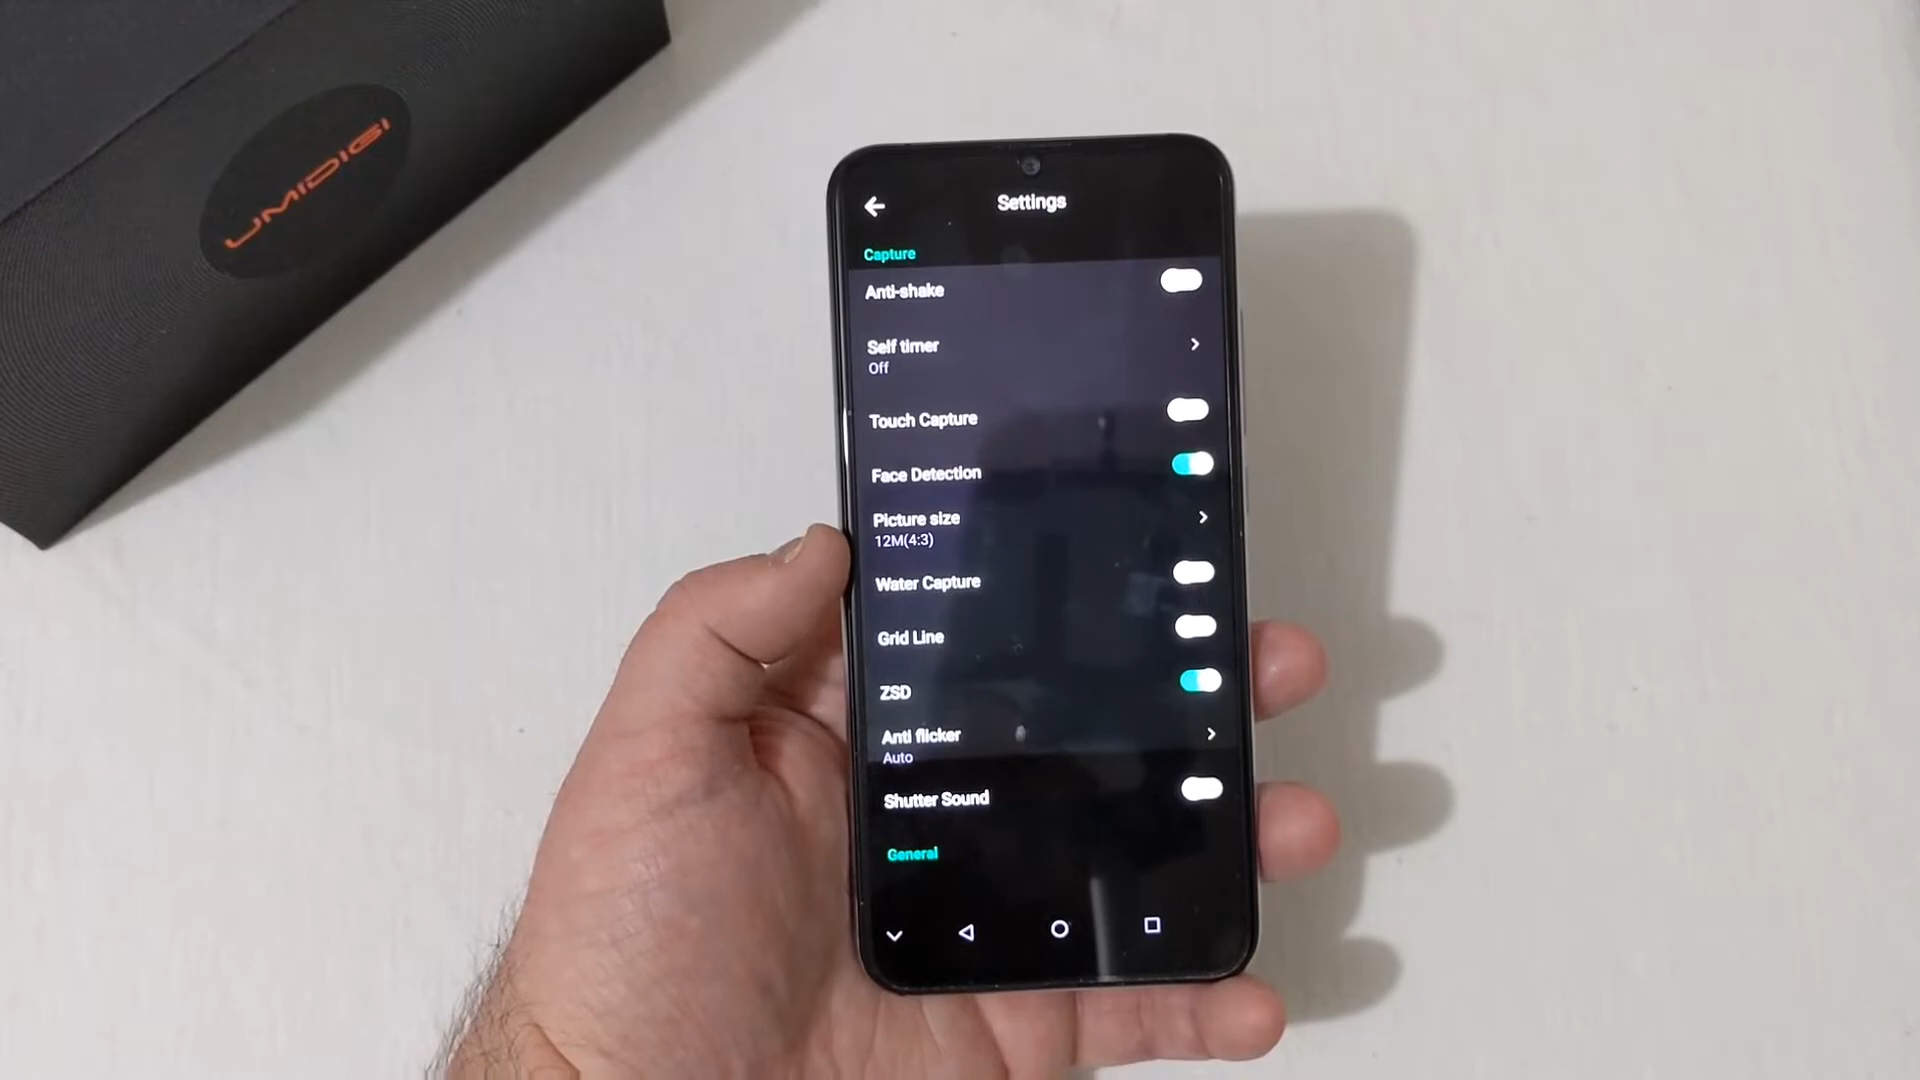 UMIDIGI
Settings
Capture
Anti-shake
Self timer
Off
Touch Capture
Face Detection
Picture size
12M(4:3)
Water Capture
Grid Line
ZSD
Anti flicker
Auto
Shutter Sound
General